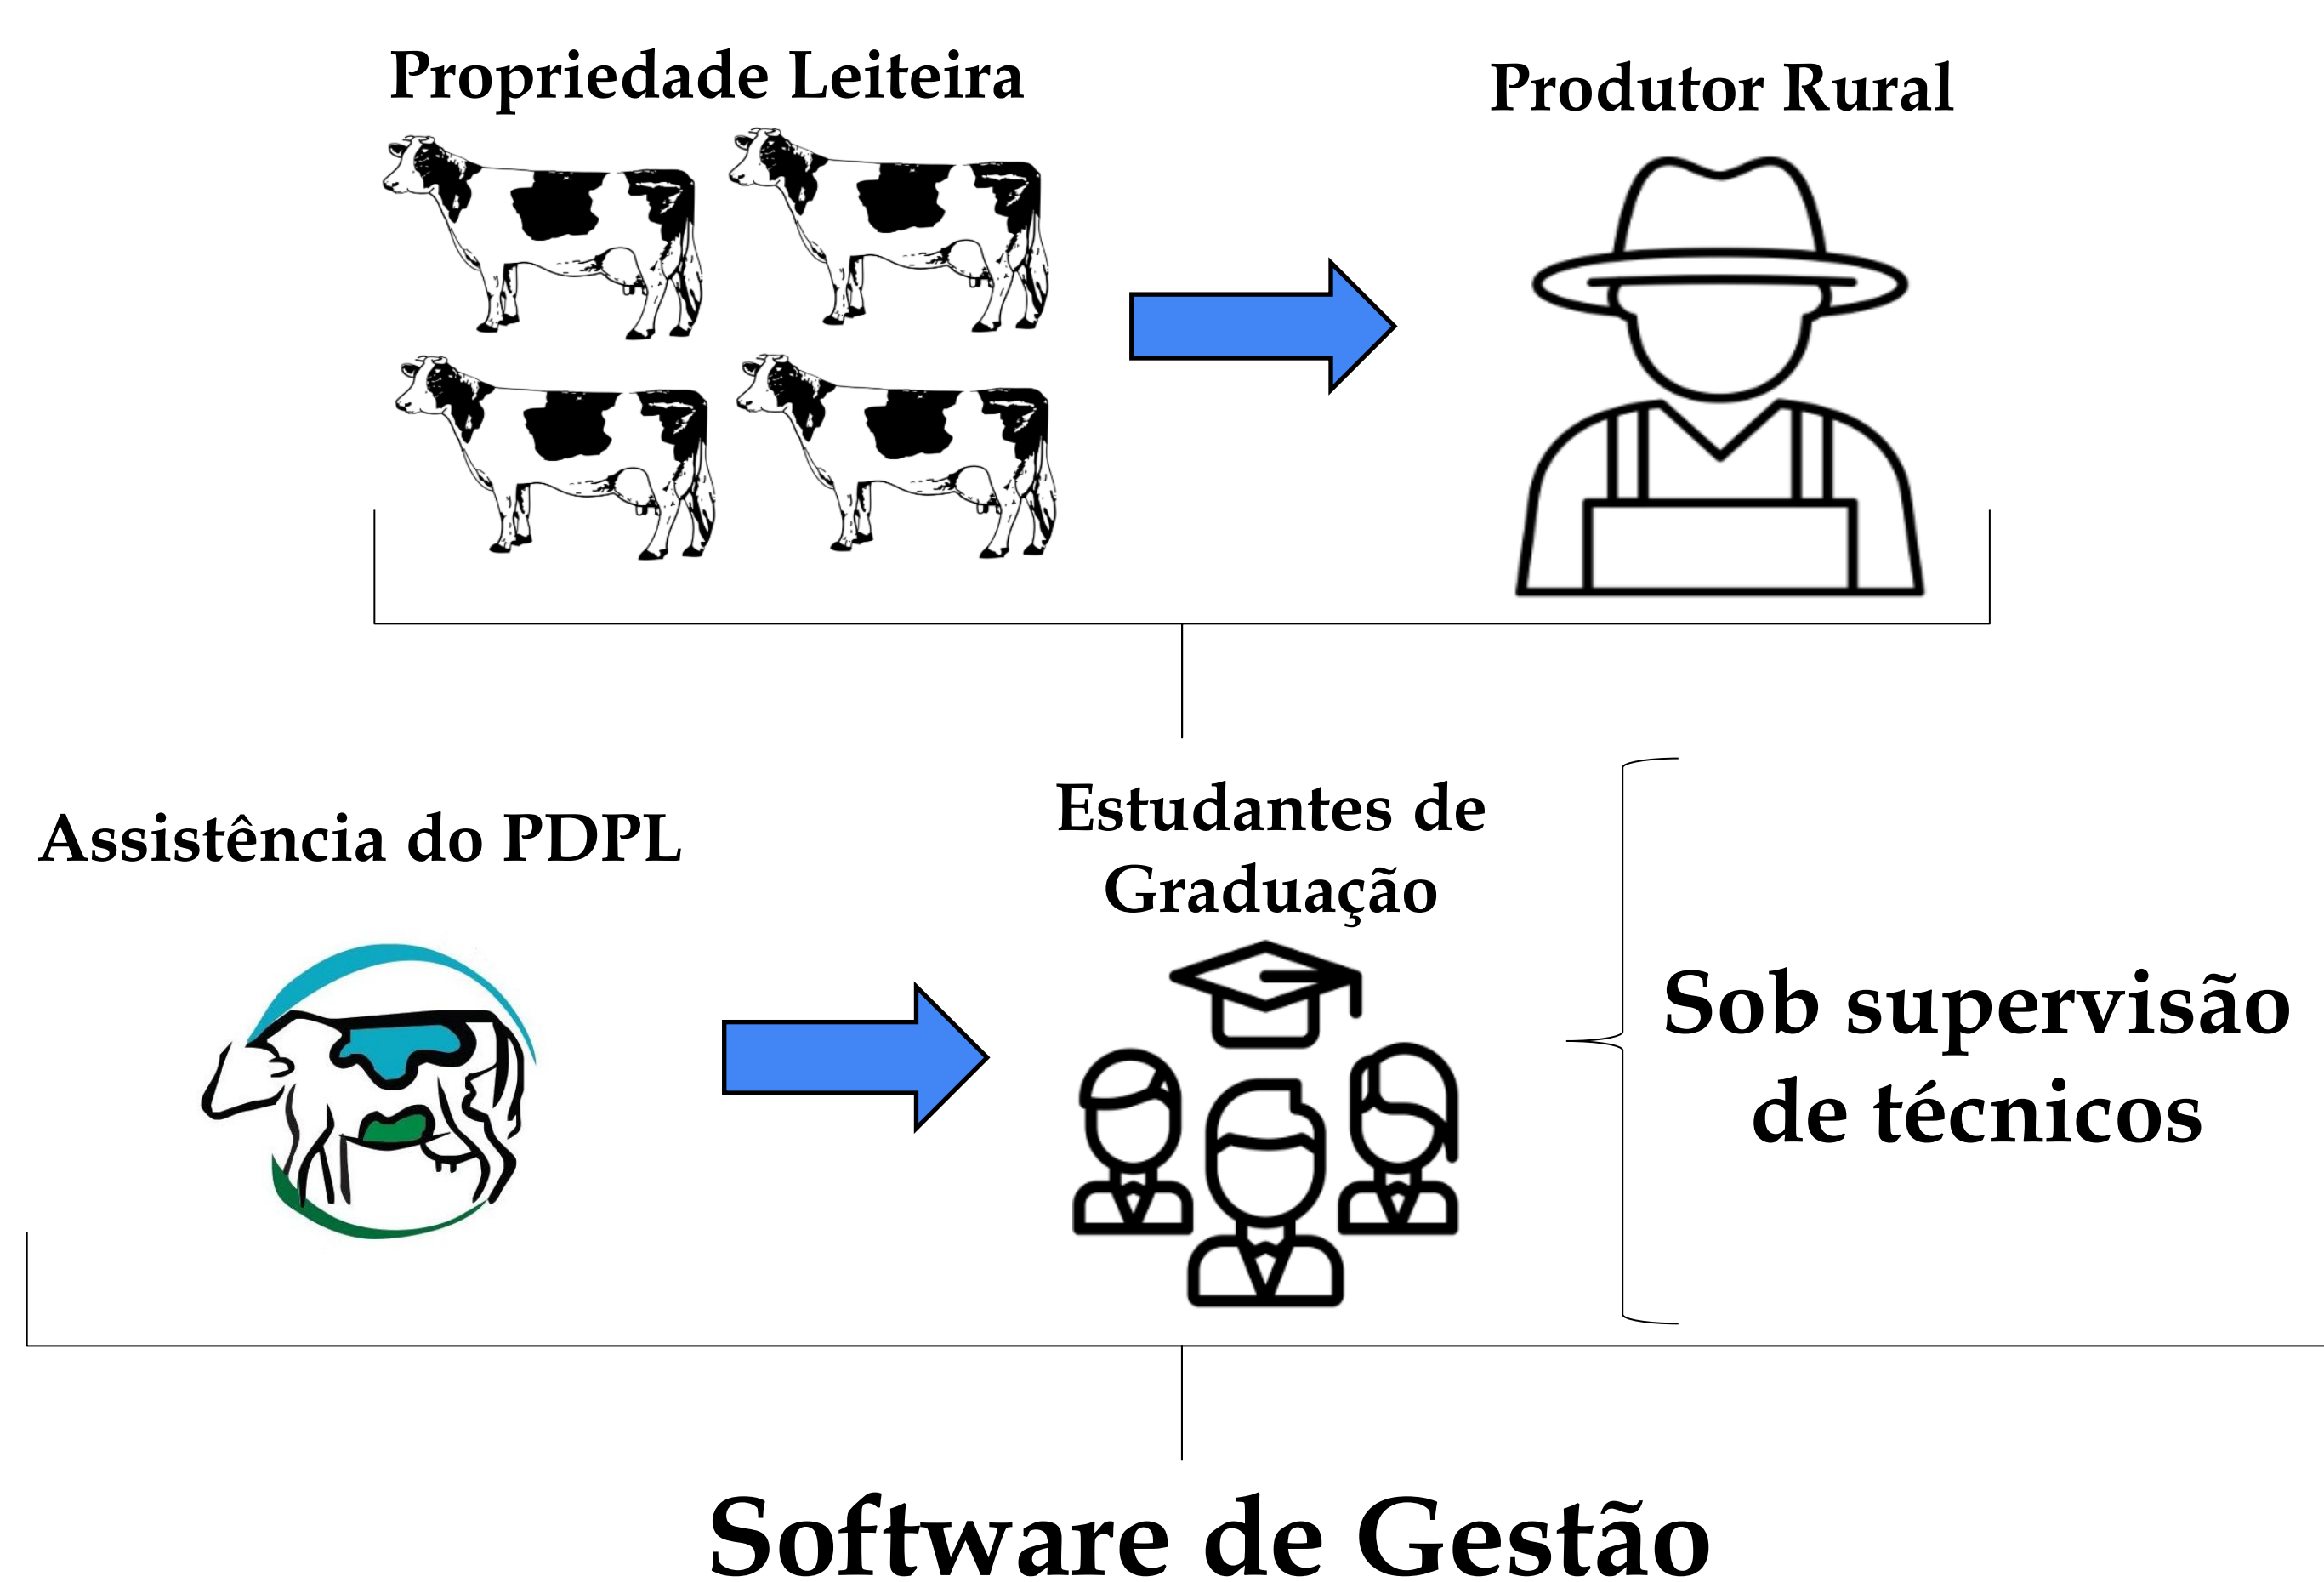 Propriedade Leiteira
Produtor Rural
Assistência do PDPL
Estudantes de
Graduação
Sob supervisão
de técnicos
Software de Gestão